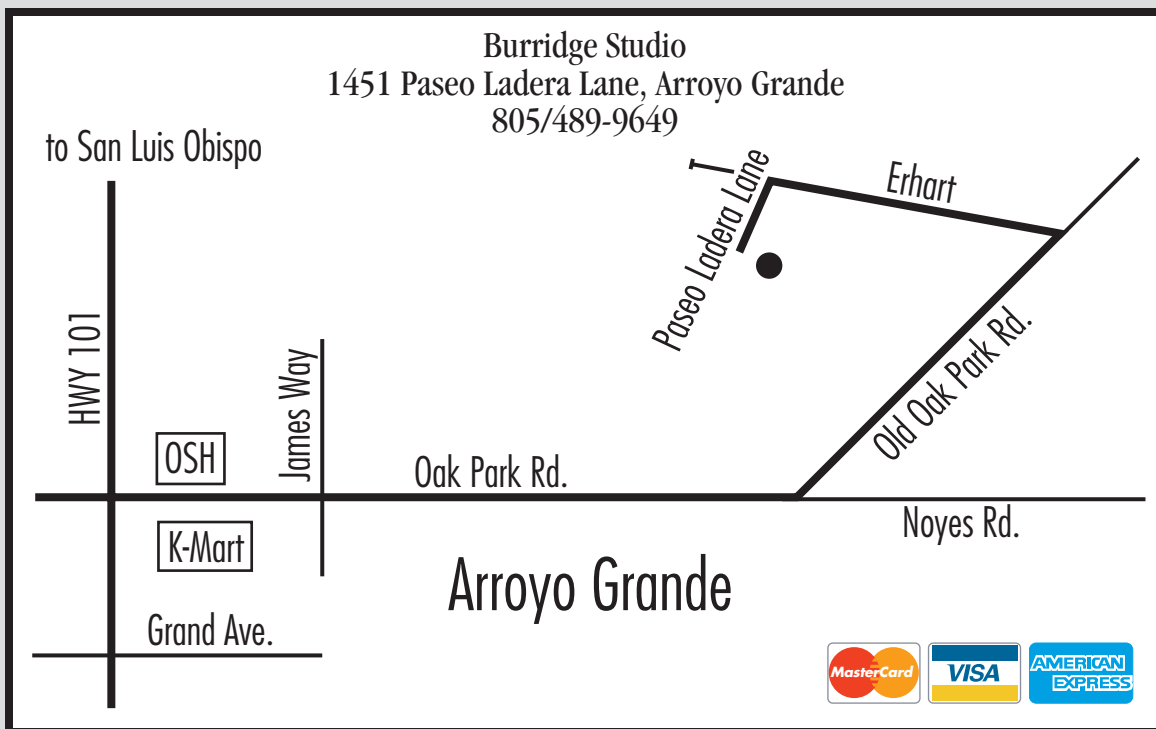 Burridge Studio
1451 Paseo Ladera Lane, Arroyo Grande
805/489-9649
to San Luis Obispo
Erhart
Paseo Ladera Lane
HWY 101
James Way
Old Oak Park Rd.
OSH
Oak Park Rd.
Noyes Rd.
K-Mart
Arroyo Grande
Grand Ave.
MasterCard
VISA
AMERICAN
EXPRESS